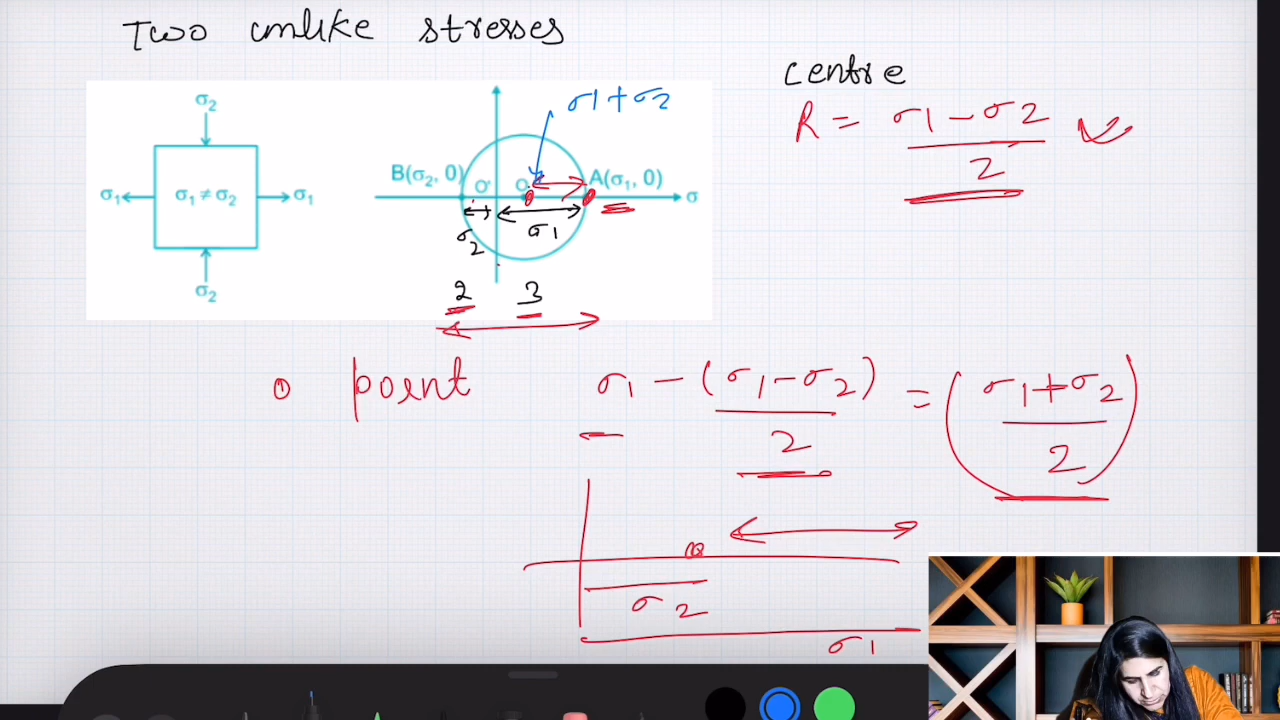 Two unlike stresses
centre
R = σ1 - σ2 / 2
σ2
σ1 σ1 ≠ σ2 σ1
σ2
σ1 + σ2
B(σ2, 0) O' O A(σ1, 0) σ
σ2 σ1
2 3
0 point σ1 - (σ1 - σ2) / 2 = (σ1 + σ2 / 2)
σ2
σ1